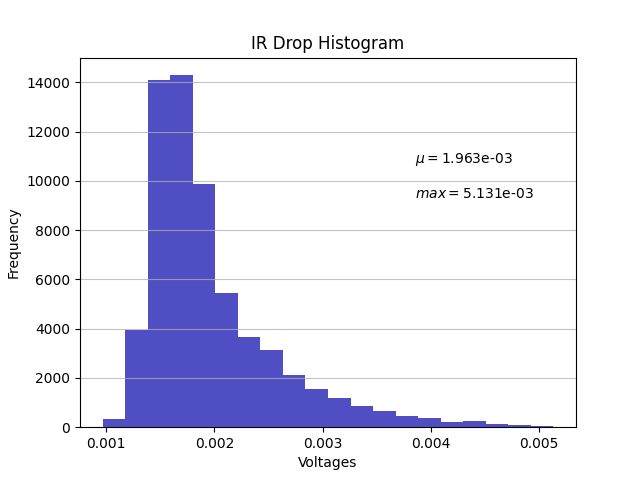 IR Drop Histogram
14000
12000
10000
8000
6000
4000
2000
0
Frequency
μ = 1.963e-03
max = 5.131e-03
0.001 0.002 0.003 0.004 0.005
Voltages